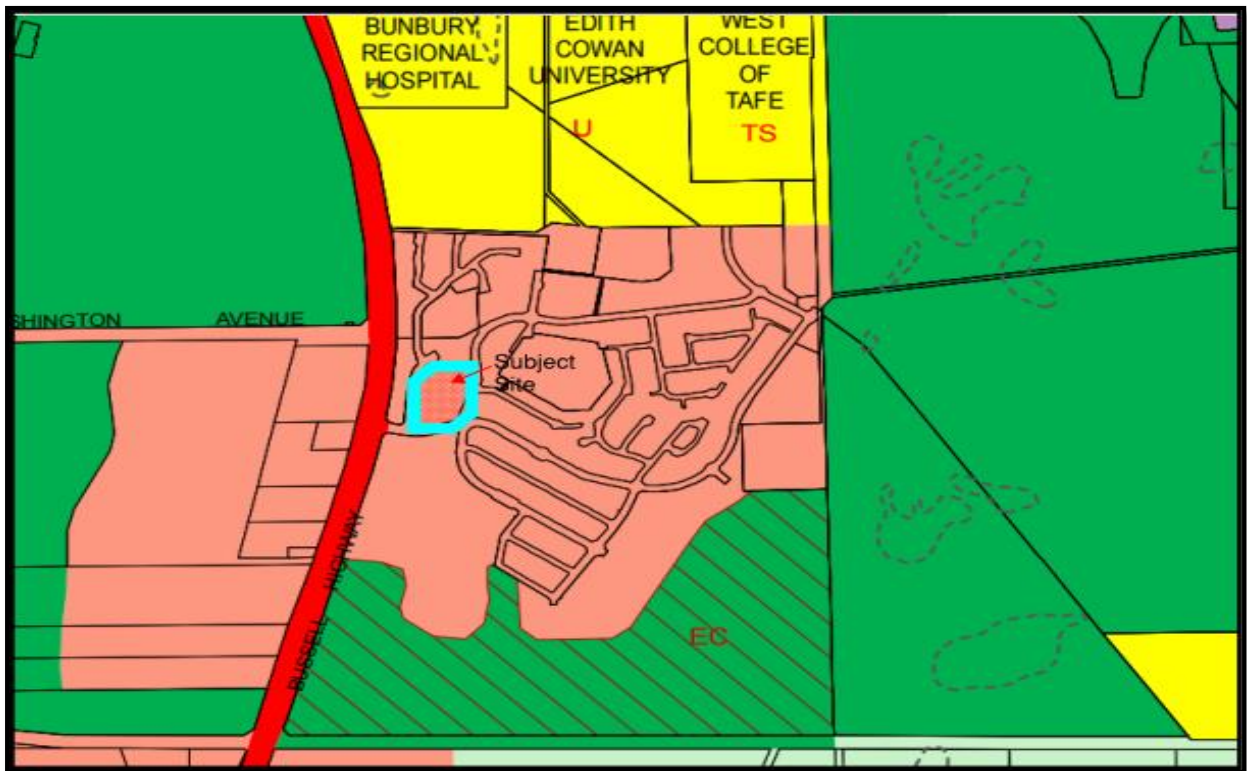 BUNBURY
REGIONAL
HOSPITAL
EDITH
COWAN
UNIVERSITY
WEST
COLLEGE
OF
TAFE
U
TS
SHINGTON AVENUE
Subject
Site
BUSSELL HIGHWAY
EC